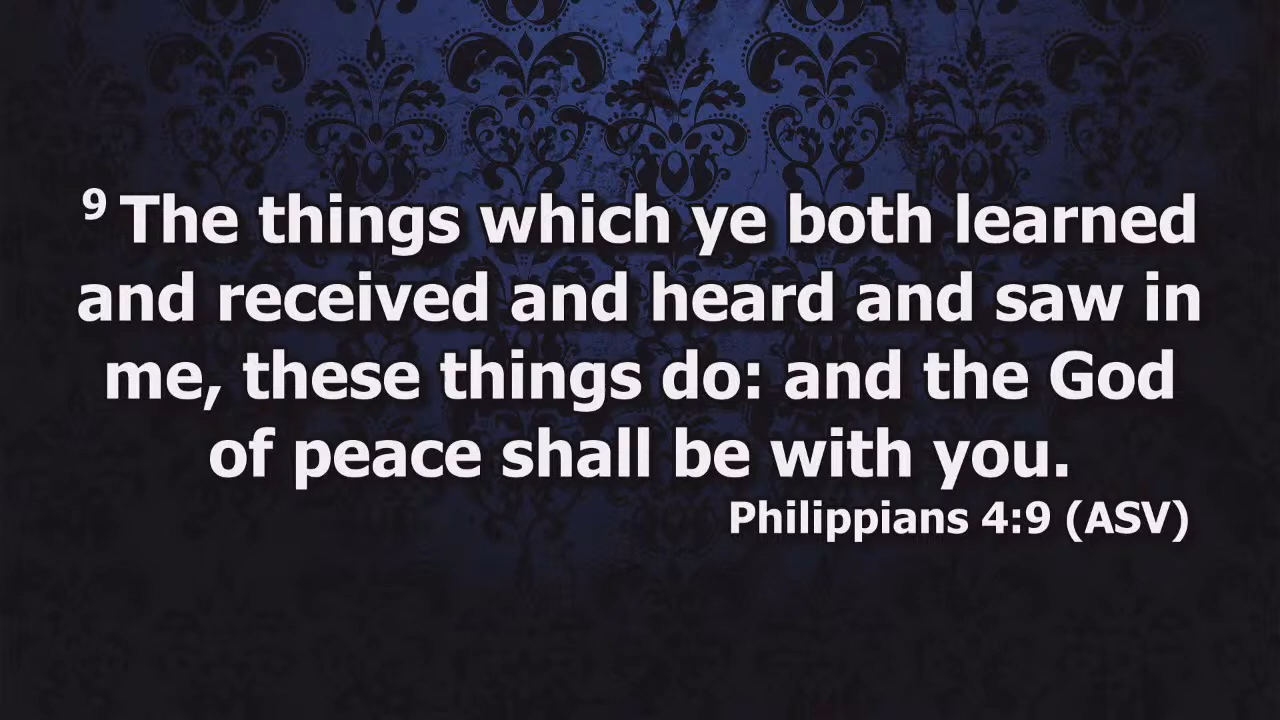 9 The things which ye both learned
and received and heard and saw in
me, these things do: and the God
of peace shall be with you.
Philippians 4:9 (ASV)